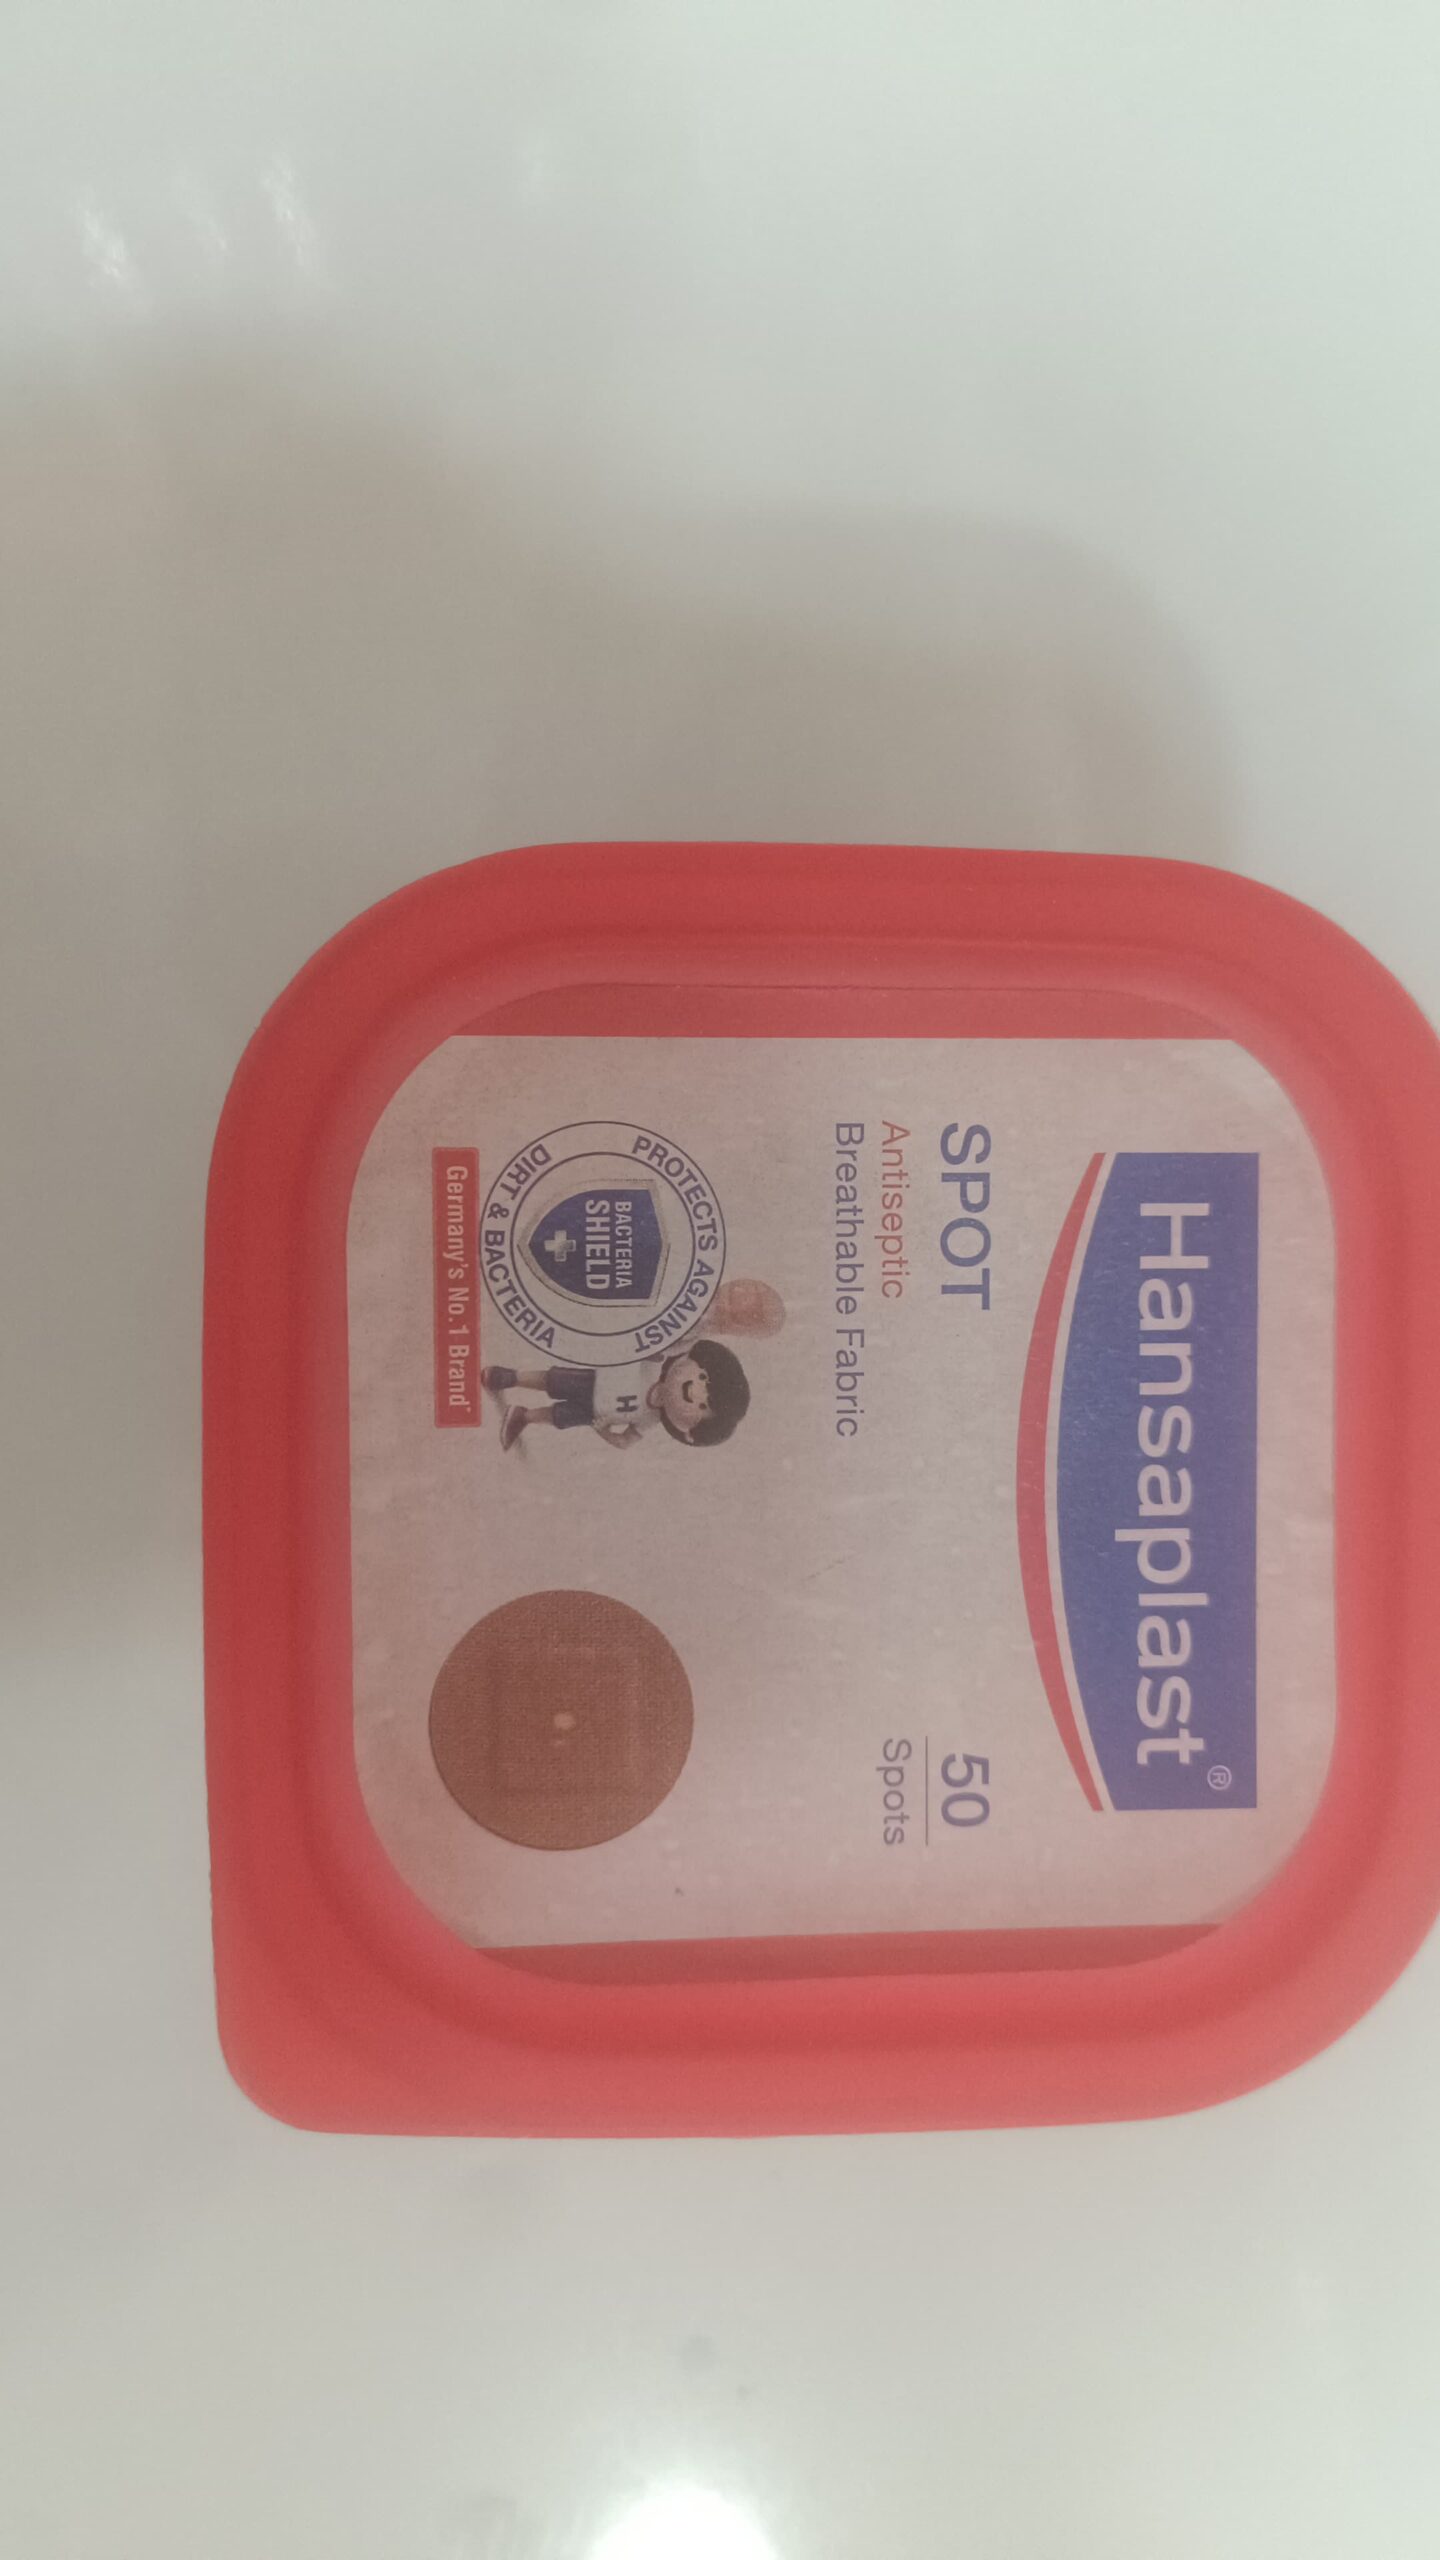 Hansaplast®
SPOT
Antiseptic
Breathable Fabric
50
Spots
PROTECTS AGAINST
BACTERIA
SHIELD
DIRT & BACTERIA
H
Germany's No.1 Brand*